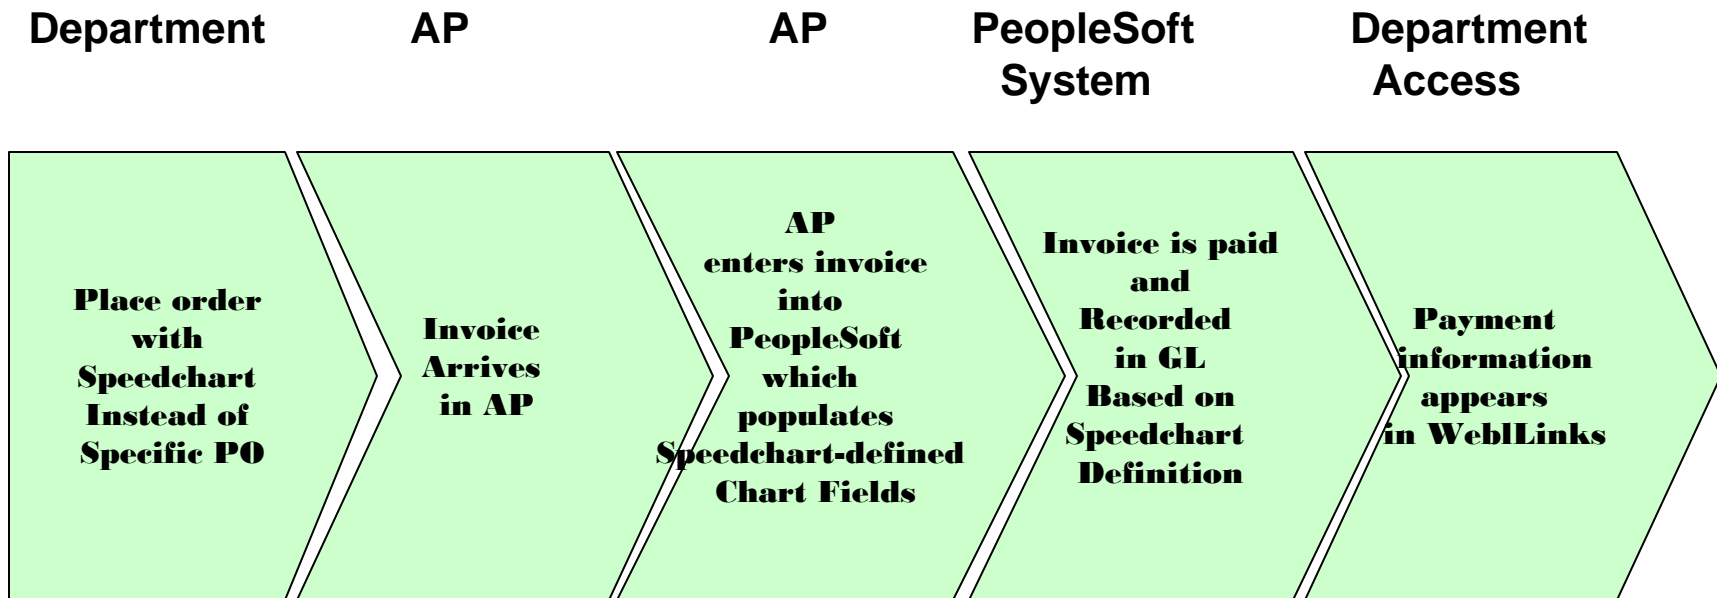 Department
AP
AP
PeopleSoft
System
Department
Access
Place order
with
Speedchart
Instead of
Specific PO
Invoice
Arrives
in AP
AP
enters invoice
into
PeopleSoft
which
populates
Speedchart-defined
Chart Fields
Invoice is paid
and
Recorded
in GL
Based on
Speedchart
Definition
Payment
information
appears
in WeblLinks